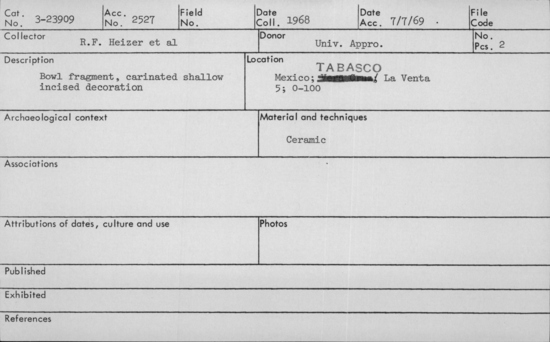 Cat. No. 3-23909 Acc. No. 2527 Field No. Date Coll. 1968 Date Acc. 7/7/69 File Code
Collector R.F. Heizer et al Donor Univ. Appro. No. Pcs. 2
Description Location
TABASCO
Bowl fragment, carinated shallow Mexico; Vera Cruz; La Venta
incised decoration 5; 0-100
Archaeological context Material and techniques
Ceramic
Associations
Attributions of dates, culture and use Photos
Published
Exhibited
References